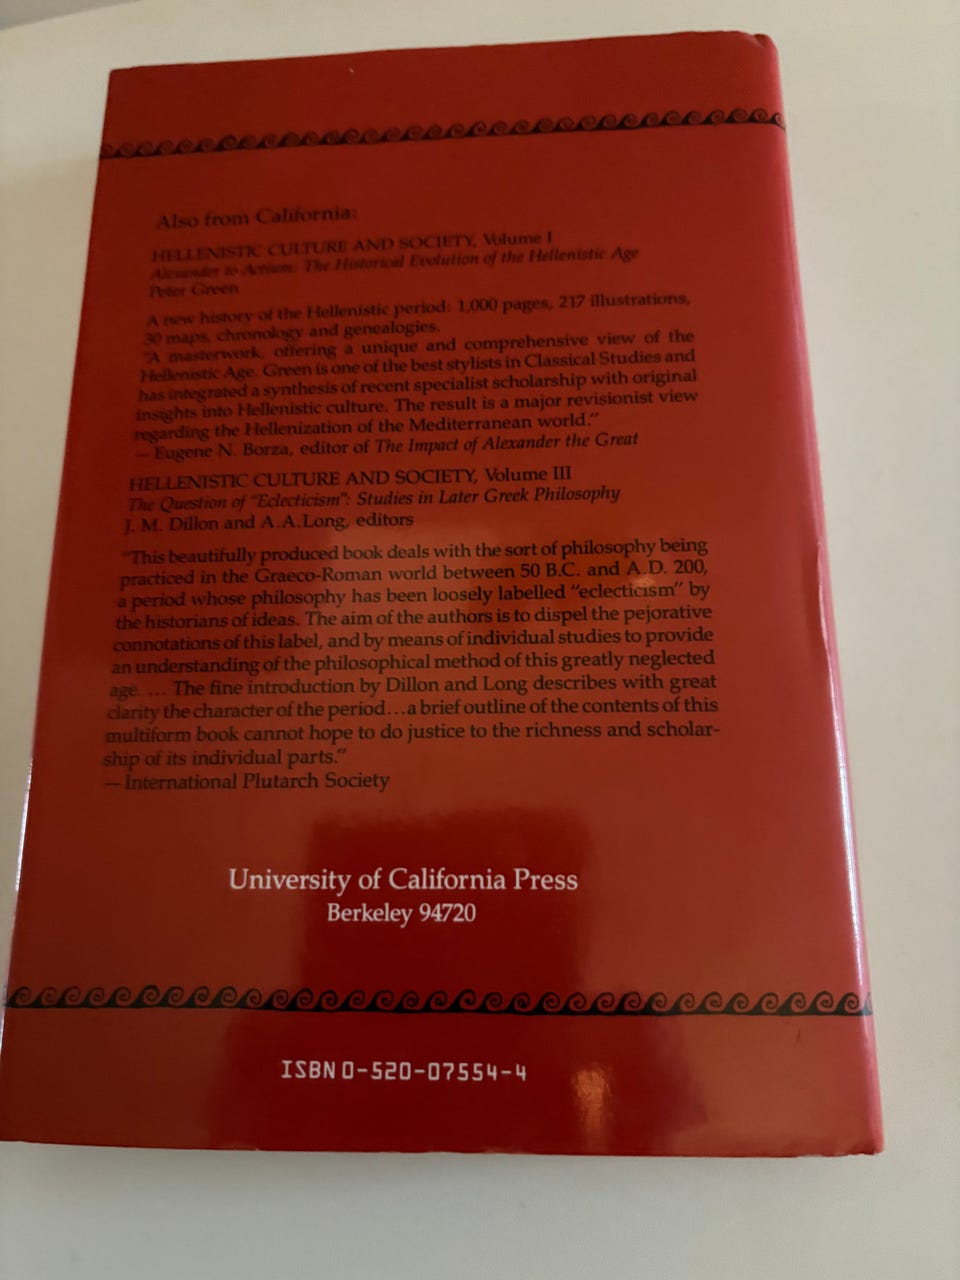 Also from California:
HELLENISTIC CULTURE AND SOCIETY, Volume I
Alexander to Actium: The Historical Evolution of the Hellenistic Age
Peter Green
A new history of the Hellenistic period: 1,000 pages, 217 illustrations,
30 maps, chronology and genealogies.
"A masterwork, offering a unique and comprehensive view of the
Hellenistic Age. Green is one of the best stylists in Classical Studies and
has integrated a synthesis of recent specialist scholarship with original
insights into Hellenistic culture. The result is a major revisionist view
regarding the Hellenization of the Mediterranean world."
— Eugene N. Borza, editor of The Impact of Alexander the Great
HELLENISTIC CULTURE AND SOCIETY, Volume III
The Question of "Eclecticism": Studies in Later Greek Philosophy
J. M. Dillon and A.A.Long, editors
"This beautifully produced book deals with the sort of philosophy being
practiced in the Graeco-Roman world between 50 B.C. and A.D. 200,
a period whose philosophy has been loosely labelled "eclecticism" by
the historians of ideas. The aim of the authors is to dispel the pejorative
connotations of this label, and by means of individual studies to provide
an understanding of the philosophical method of this greatly neglected
age. ... The fine introduction by Dillon and Long describes with great
clarity the character of the period...a brief outline of the contents of this
multiform book cannot hope to do justice to the richness and scholar-
ship of its individual parts."
— International Plutarch Society
University of California Press
Berkeley 94720
ISBN 0-520-07554-4